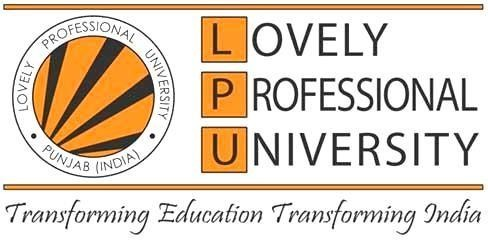 LOVELY PROFESSIONAL UNIVERSITY
• PUNJAB (INDIA) •
LOVELY
PROFESSIONAL
UNIVERSITY
Transforming Education Transforming India